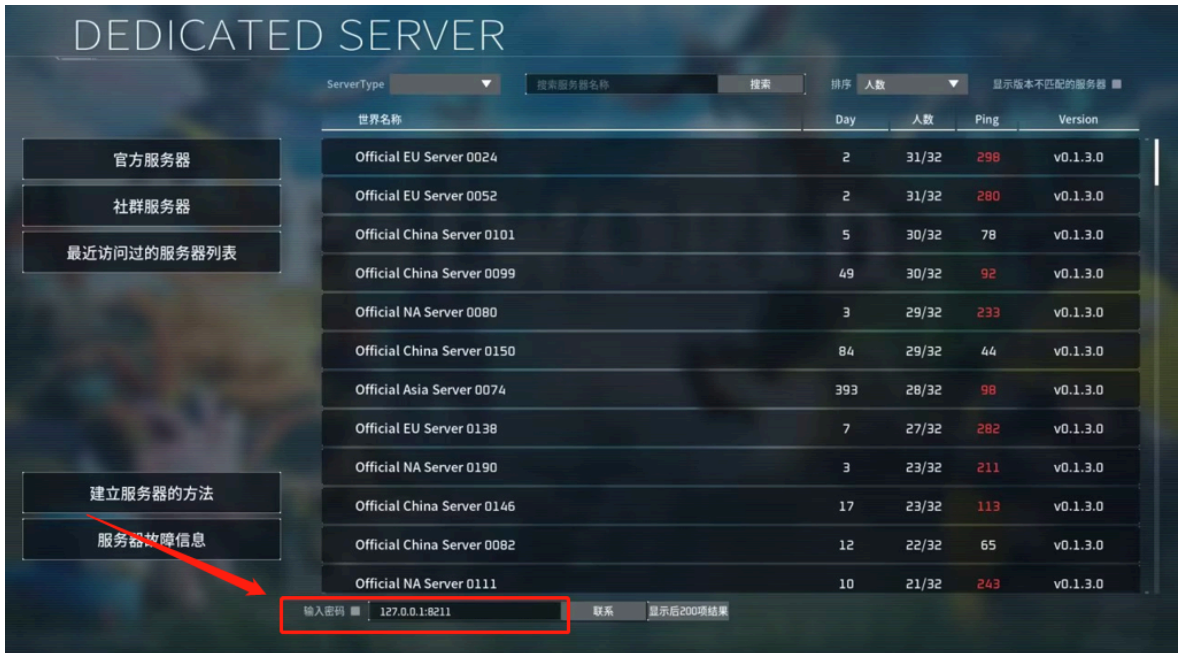 DEDICATED SERVER
ServerType 搜索服务器名称 搜索 排序 人数 显示版本不匹配的服务器
世界名称 Day 人数 Ping Version
官方服务器
社群服务器
最近访问过的服务器列表
建立服务器的方法
服务器故障信息
Official EU Server 0024 2 31/32 298 v0.1.3.0
Official EU Server 0052 2 31/32 280 v0.1.3.0
Official China Server 0101 5 30/32 78 v0.1.3.0
Official China Server 0099 49 30/32 92 v0.1.3.0
Official NA Server 0080 3 29/32 233 v0.1.3.0
Official China Server 0150 84 29/32 44 v0.1.3.0
Official Asia Server 0074 393 28/32 98 v0.1.3.0
Official EU Server 0138 7 27/32 282 v0.1.3.0
Official NA Server 0190 3 23/32 211 v0.1.3.0
Official China Server 0146 17 23/32 113 v0.1.3.0
Official China Server 0082 12 22/32 65 v0.1.3.0
Official NA Server 0111 10 21/32 243 v0.1.3.0
输入密码 127.0.0.1:8211 联系 显示后200项结果